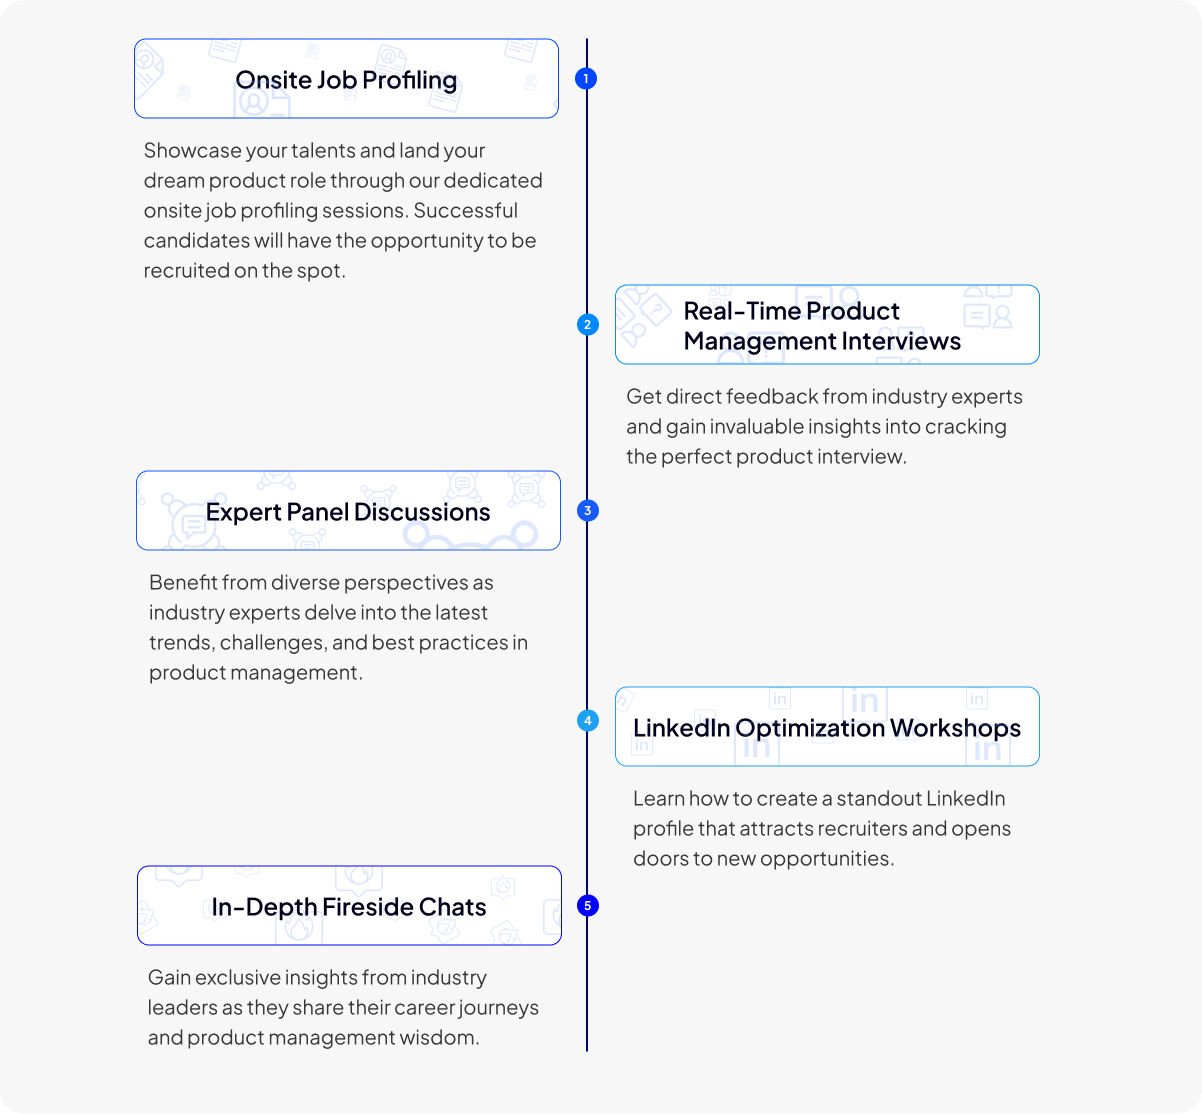 Onsite Job Profiling
1
Showcase your talents and land your
dream product role through our dedicated
onsite job profiling sessions. Successful
candidates will have the opportunity to be
recruited on the spot.
2
Real-Time Product
Management Interviews
Get direct feedback from industry experts
and gain invaluable insights into cracking
the perfect product interview.
Expert Panel Discussions
3
Benefit from diverse perspectives as
industry experts delve into the latest
trends, challenges, and best practices in
product management.
4
in
in
in
LinkedIn Optimization Workshops
in
in
in
Learn how to create a standout LinkedIn
profile that attracts recruiters and opens
doors to new opportunities.
In-Depth Fireside Chats
5
Gain exclusive insights from industry
leaders as they share their career journeys
and product management wisdom.